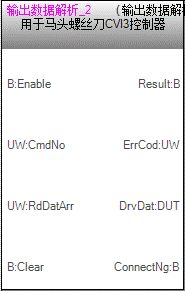 输出数据解析_2 (输出数据解
用于马头螺丝刀CVI3控制器
B:Enable Result:B
UW:CmdNo ErrCod:UW
UW:RdDatArr DrvDat:DUT
B:Clear ConnectNg:B